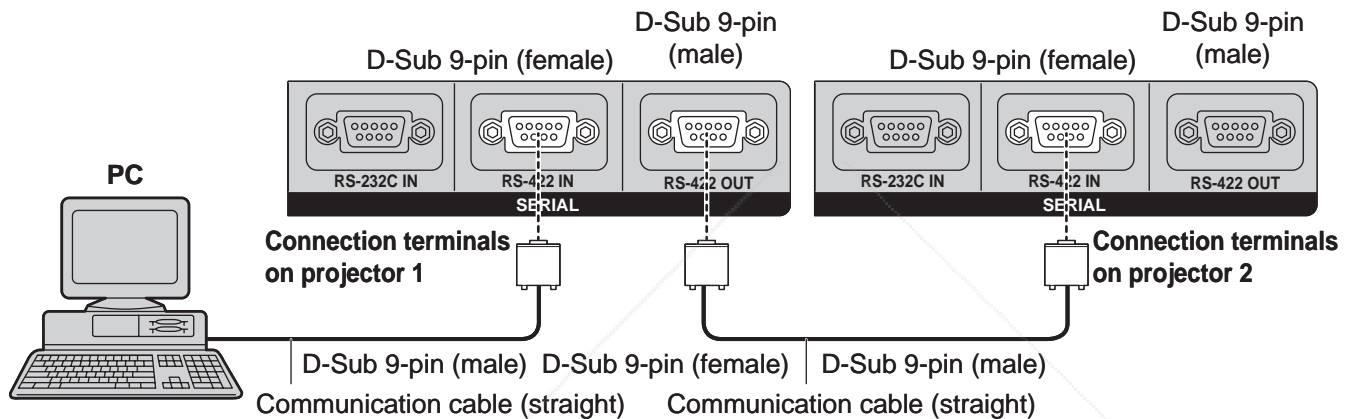 D-Sub 9-pin
(male)
D-Sub 9-pin (female)
D-Sub 9-pin
(male)
D-Sub 9-pin (female)
RS-232C IN
RS-422 IN
RS-422 OUT
SERIAL
RS-232C IN
RS-422 IN
RS-422 OUT
SERIAL
PC
Connection terminals
on projector 1
Connection terminals
on projector 2
D-Sub 9-pin (male)
D-Sub 9-pin (female)
D-Sub 9-pin (male)
Communication cable (straight)
Communication cable (straight)